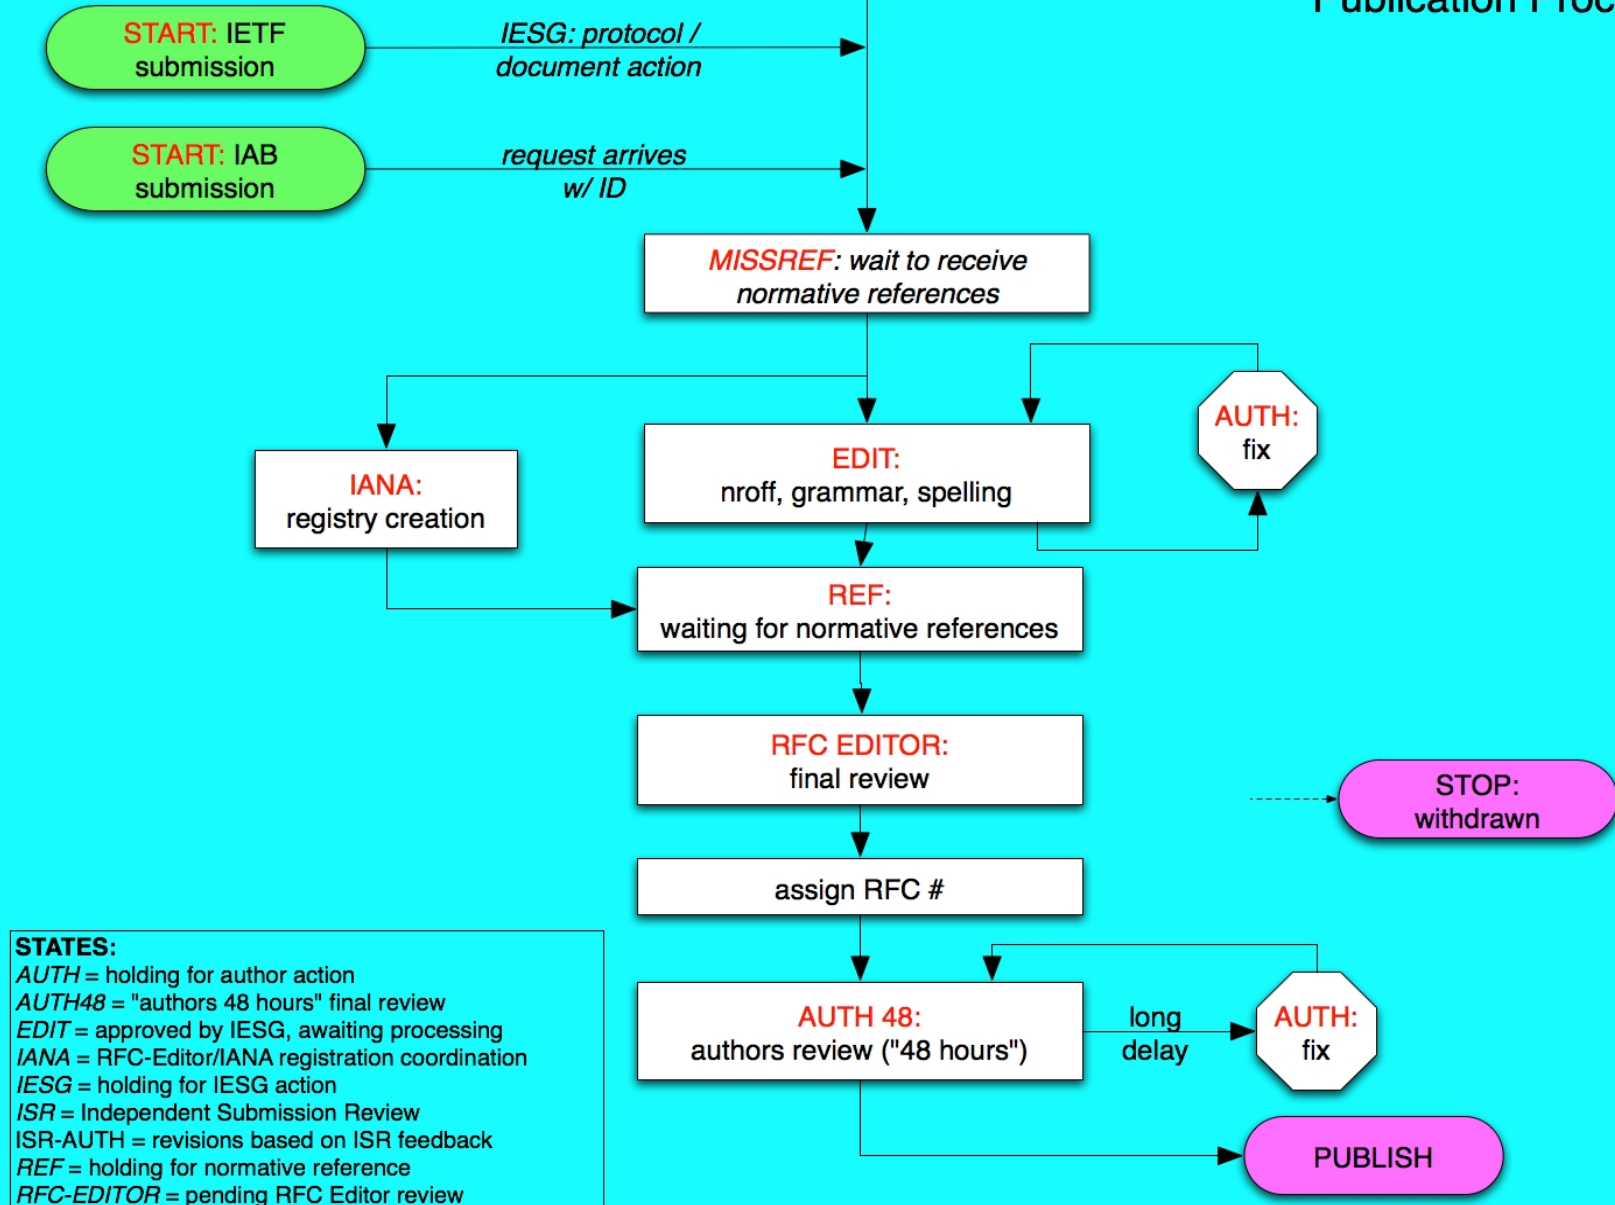 Publication Proc
START: IETF
submission
IESG: protocol /
document action
START: IAB
submission
request arrives
w/ ID
MISSREF: wait to receive
normative references
AUTH:
fix
EDIT:
nroff, grammar, spelling
IANA:
registry creation
REF:
waiting for normative references
RFC EDITOR:
final review
STOP:
withdrawn
assign RFC #
AUTH 48:
authors review ("48 hours")
long
delay
AUTH:
fix
PUBLISH
STATES:
AUTH = holding for author action
AUTH48 = "authors 48 hours" final review
EDIT = approved by IESG, awaiting processing
IANA = RFC-Editor/IANA registration coordination
IESG = holding for IESG action
ISR = Independent Submission Review
ISR-AUTH = revisions based on ISR feedback
REF = holding for normative reference
RFC-EDITOR = pending RFC Editor review